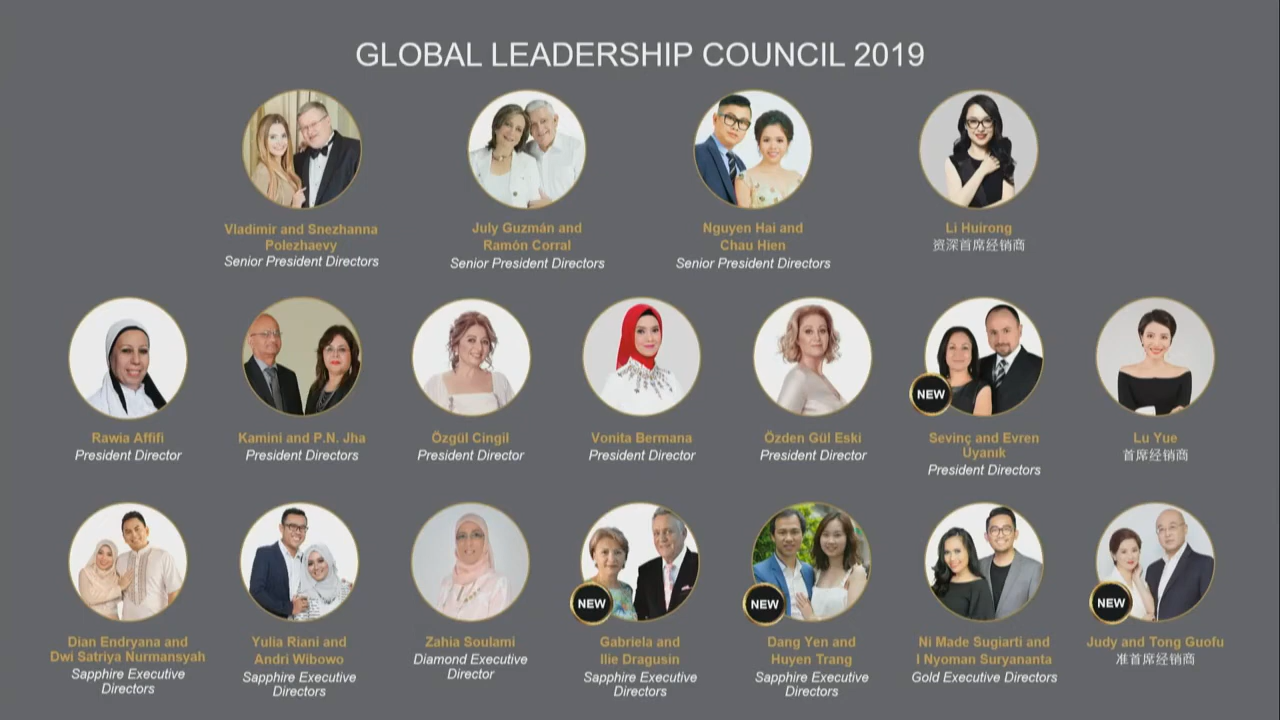 GLOBAL LEADERSHIP COUNCIL 2019
Vladimir and Snezhanna
Polezhaevy
Senior President Directors
July Guzmán and
Ramón Corral
Senior President Directors
Nguyen Hai and
Chau Hien
Senior President Directors
Li Huirong
资深首席经销商
Rawia Affifi
President Director
Kamini and P.N. Jha
President Directors
Özgül Cingil
President Director
Vonita Bermana
President Director
Özden Gül Eski
President Director
NEW
Sevinç and Evren
Uyanık
President Directors
Lu Yue
首席经销商
Dian Endryana and
Dwi Satriya Nurmansyah
Sapphire Executive
Directors
Yulia Riani and
Andri Wibowo
Sapphire Executive
Directors
Zahia Soulami
Diamond Executive
Director
NEW
Gabriela and
Ilie Dragusin
Sapphire Executive
Directors
NEW
Dang Yen and
Huyen Trang
Sapphire Executive
Directors
Ni Made Sugiarti and
I Nyoman Suryananta
Gold Executive Directors
NEW
Judy and Tong Guofu
准首席经销商